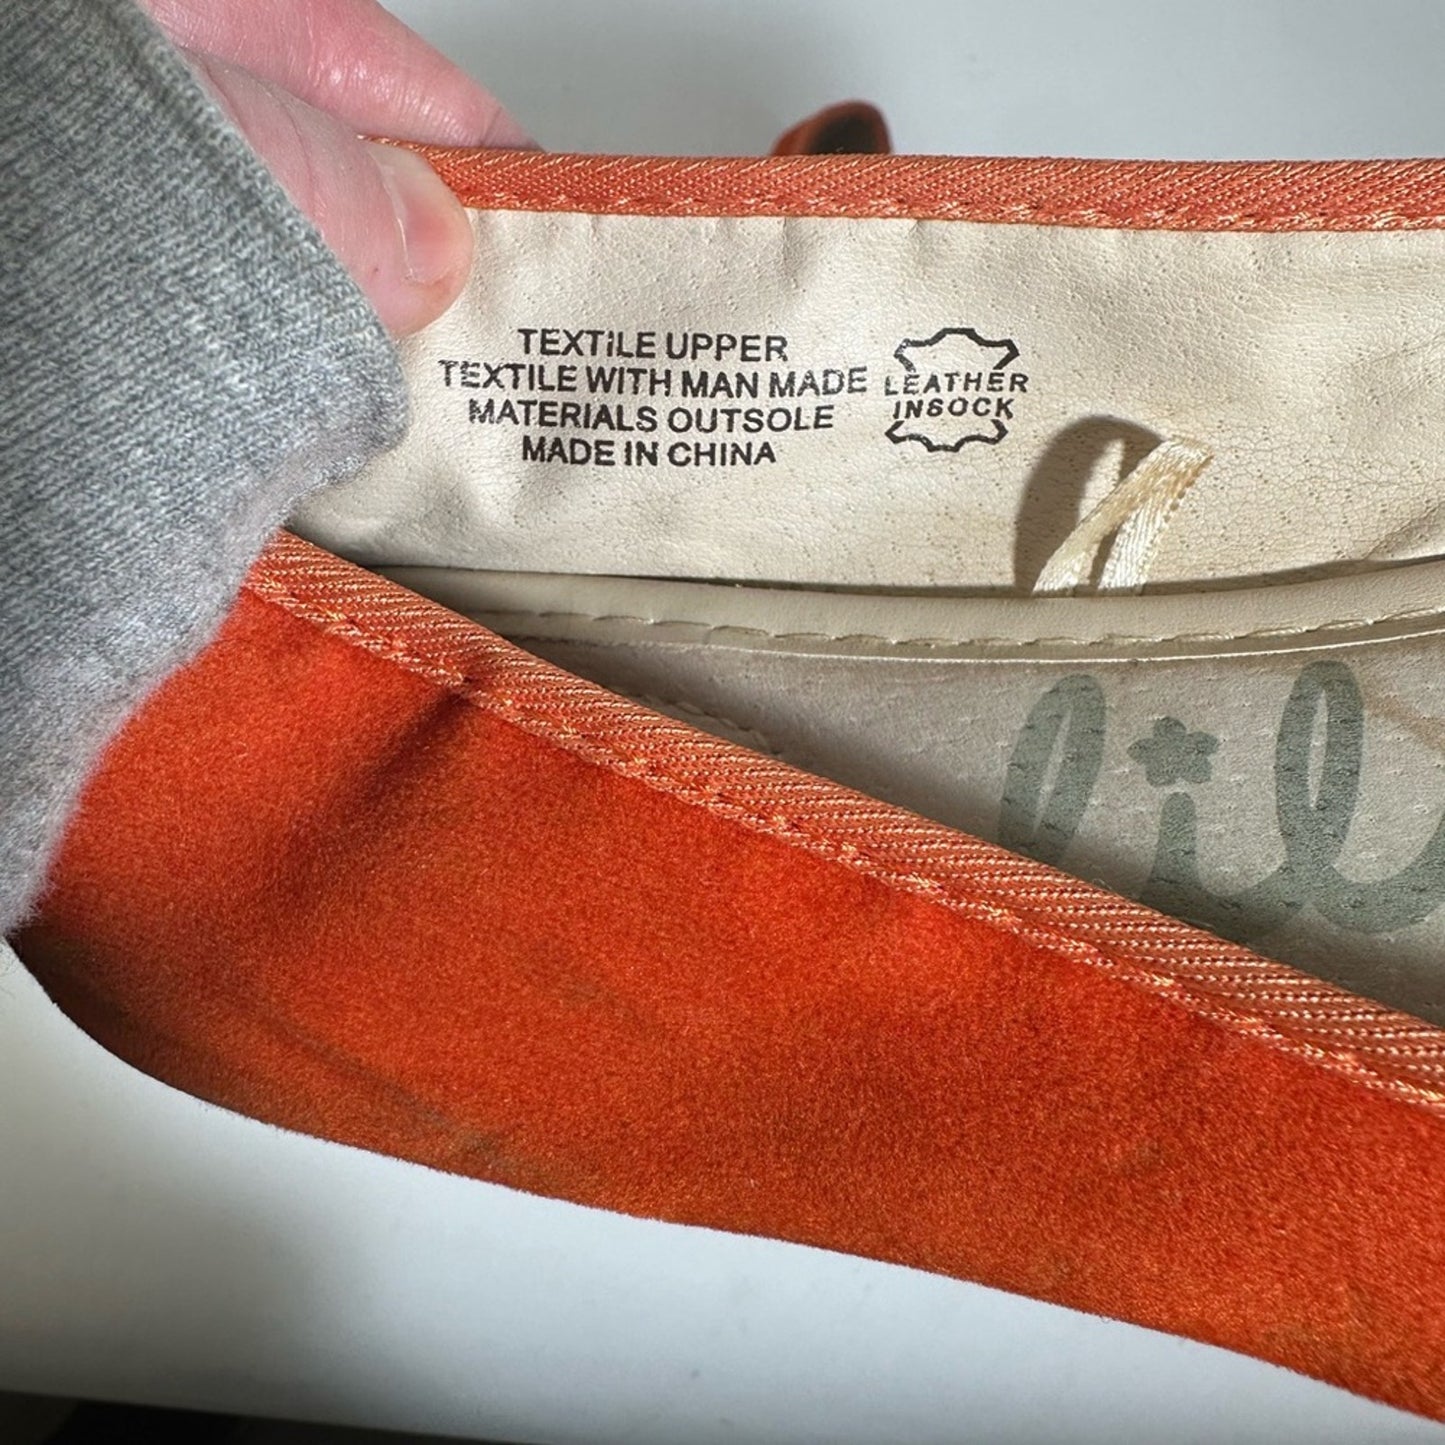 TEXTILE UPPER
TEXTILE WITH MAN MADE
MATERIALS OUTSOLE
MADE IN CHINA
LEATHER
INSOCK